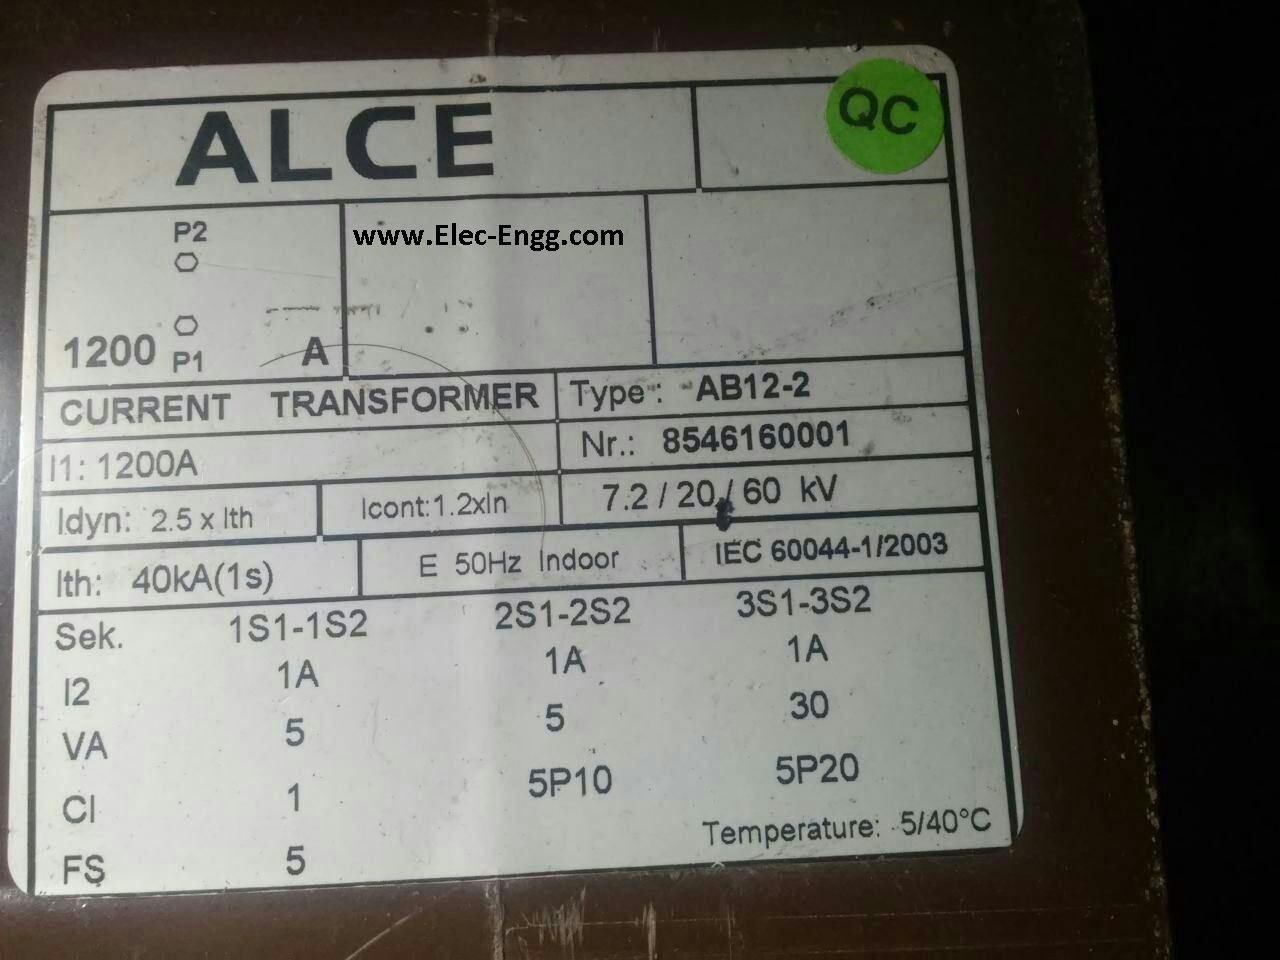 ALCE
QC
P2
www.Elec-Engg.com
1200 P1 A
CURRENT TRANSFORMER
Type : AB12-2
I1: 1200A
Nr.: 8546160001
Idyn: 2.5 x Ith
Icont:1.2xIn
7.2 / 20 / 60 kV
Ith: 40kA(1s)
E 50Hz Indoor
IEC 60044-1/2003
Sek. 1S1-1S2 2S1-2S2 3S1-3S2
I2 1A 1A 1A
VA 5 5 30
CI 1 5P10 5P20
FS 5
Temperature: 5/40°C